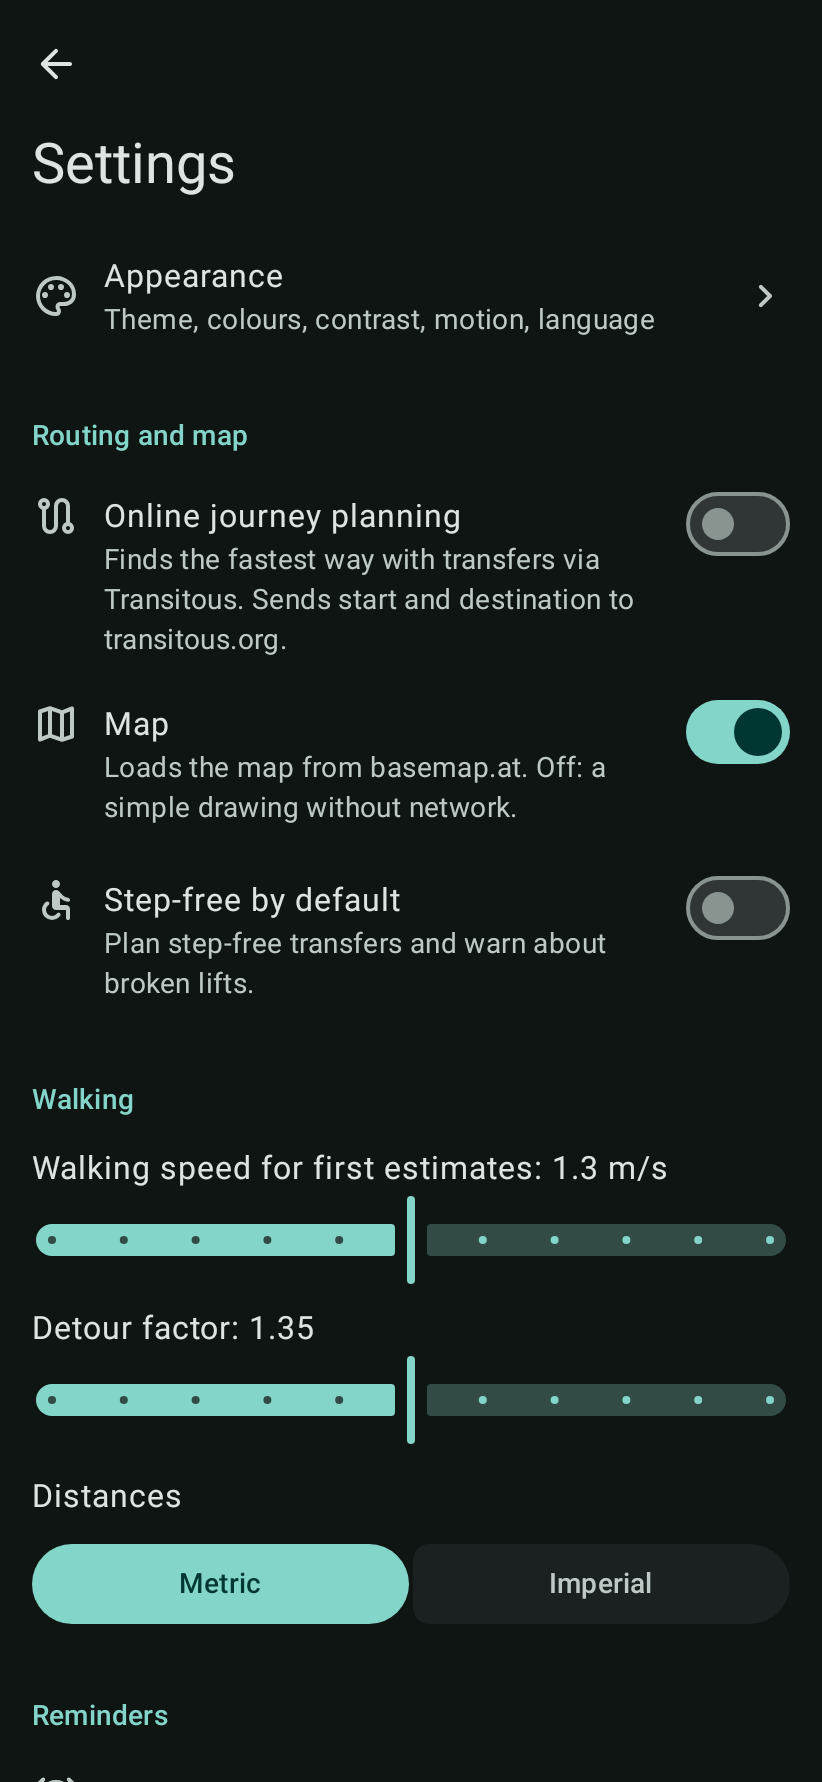 Settings
Appearance
Theme, colours, contrast, motion, language
Routing and map
Online journey planning
Finds the fastest way with transfers via
Transitous. Sends start and destination to
transitous.org.
Map
Loads the map from basemap.at. Off: a
simple drawing without network.
Step-free by default
Plan step-free transfers and warn about
broken lifts.
Walking
Walking speed for first estimates: 1.3 m/s
Detour factor: 1.35
Distances
Metric
Imperial
Reminders